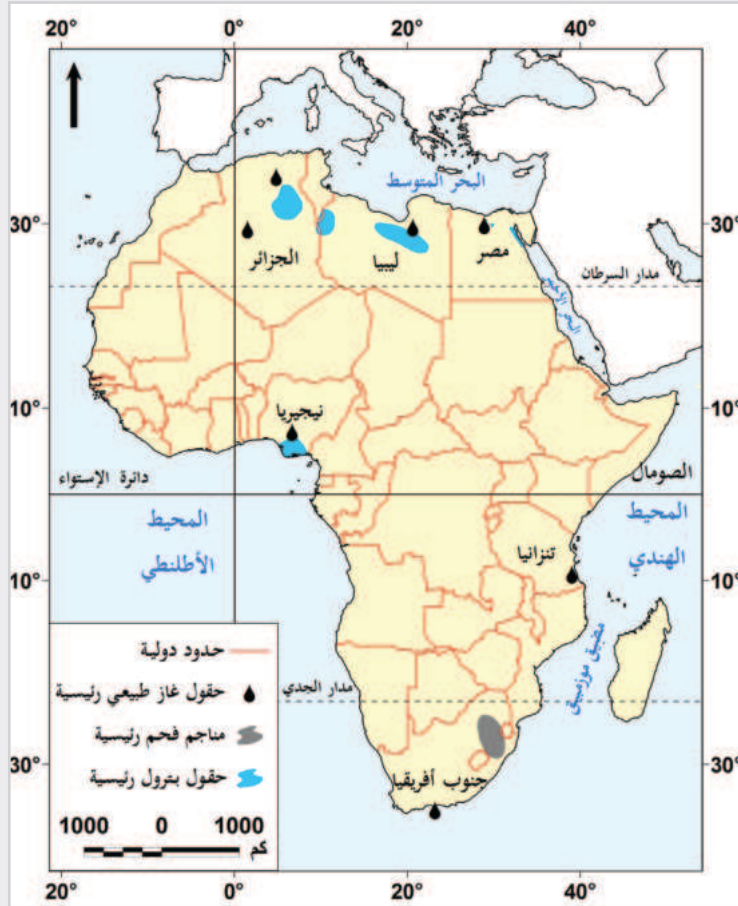 20° 0° 20° 40°
البحر المتوسط
30° 30°
الجزائر
ليبيا
مصر
مدار السرطان
البحر الأحمر
10° 10°
نيجيريا
دائرة الإستواء
الصومال
المحيط
الأطلنطي
المحيط
الهندي
تنزانيا
10° 10°
مضيق موزمبيق
مدار الجدي
30° 30°
جنوب أفريقيا
حدود دولية
حقول غاز طبيعي رئيسية
مناجم فحم رئيسية
حقول بترول رئيسية
1000 0 1000
كم
20° 0° 20° 40°